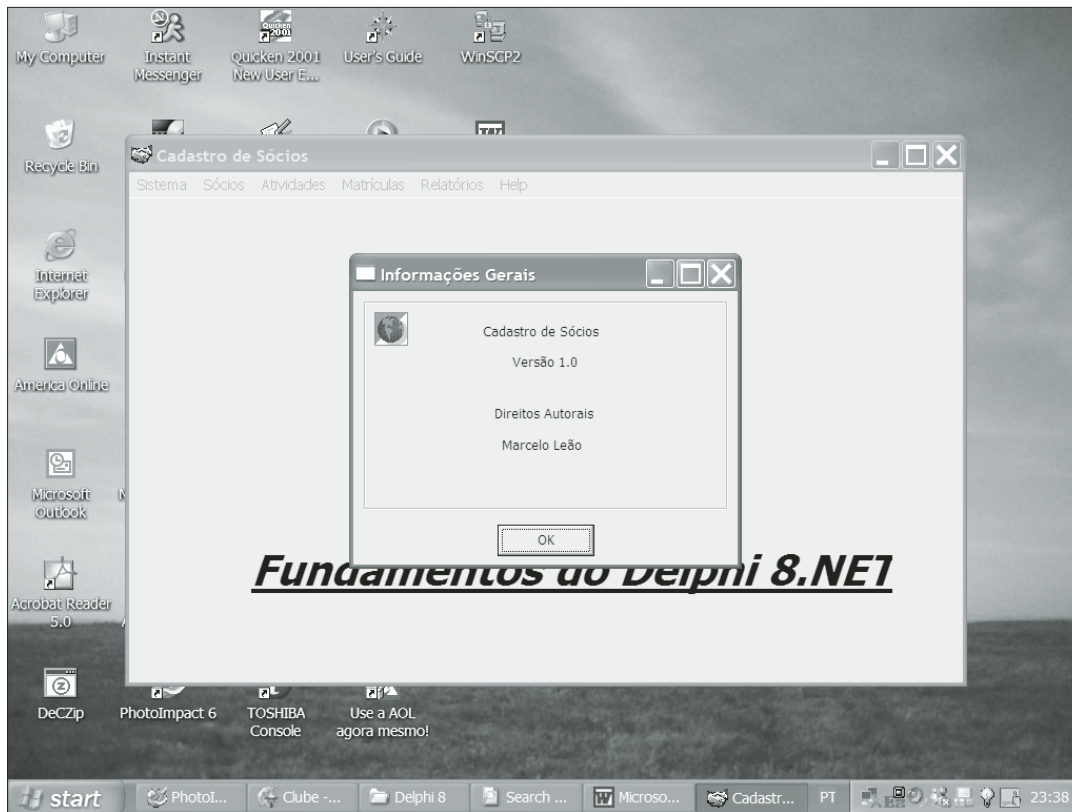 My Computer
Instant
Messenger
Quicken 2001
New User E...
User's Guide
WinSCP2
Recycle Bin
Internet
Explorer
America Online
Microsoft
Outlook
Acrobat Reader
5.0
DeCZip
PhotoImpact 6
TOSHIBA
Console
Use a AOL
agora mesmo!
Cadastro de Sócios
Sistema Sócios Atividades Matrículas Relatórios Help
Informações Gerais
Cadastro de Sócios
Versão 1.0
Direitos Autorais
Marcelo Leão
OK
Fundamentos do Delphi 8.NET
start PhotoI... Clube -... Delphi 8 Search ... Microso... Cadastr... PT 23:38